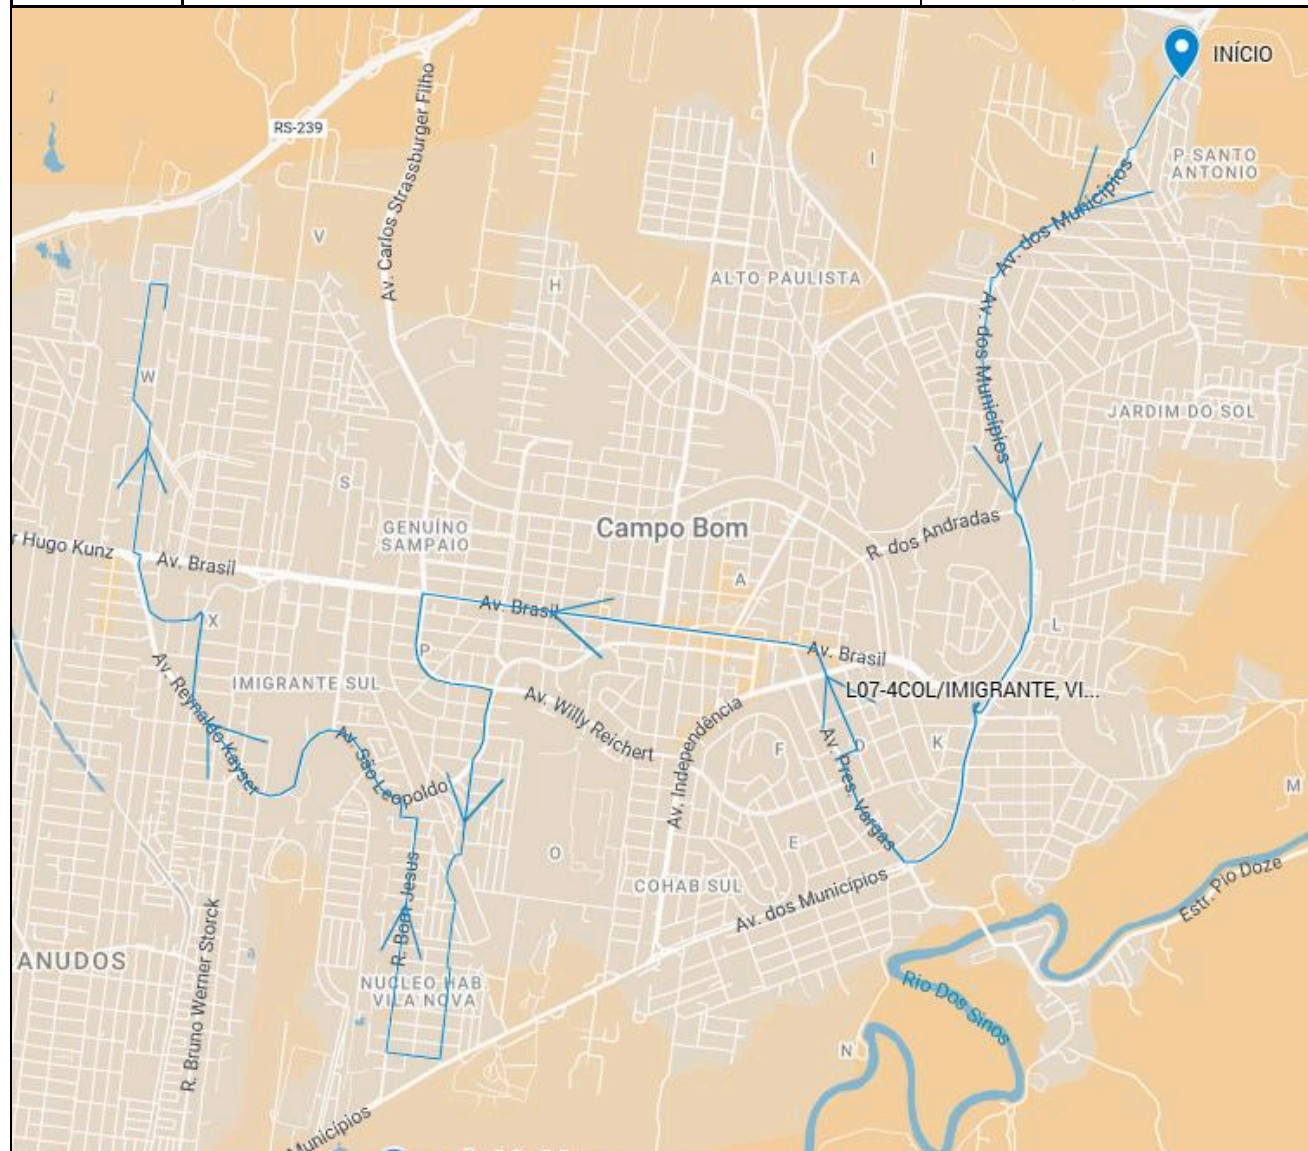 INÍCIO
RS-239
Av. Carlos Strassburger Filho
P SANTO
ANTONIO
I
Av. dos Municípios
V
ALTO PAULISTA
H
Av. dos Municípios
W
JARDIM DO SOL
S
GENUÍNO
SAMPAIO
Campo Bom
R. dos Andradas
r Hugo Kunz
Av. Brasil
A
Av. Brasil
X
L
P
Av. Brasil
IMIGRANTE SUL
L07-4COL/IMIGRANTE, VI...
Av. Reynaldo Kayser
Av. Willy Reichert
Av. Independência
F
D
K
Av. São Leopoldo
Av. Pres. Vargas
M
E
O
R. Bom Jesus
COHAB SUL
Av. dos Municípios
Estr. Pio Doze
R. Bruno Werner Storck
ANUDOS
NUCLEO HAB
VILA NOVA
Rio Dos Sinos
N
Municípios